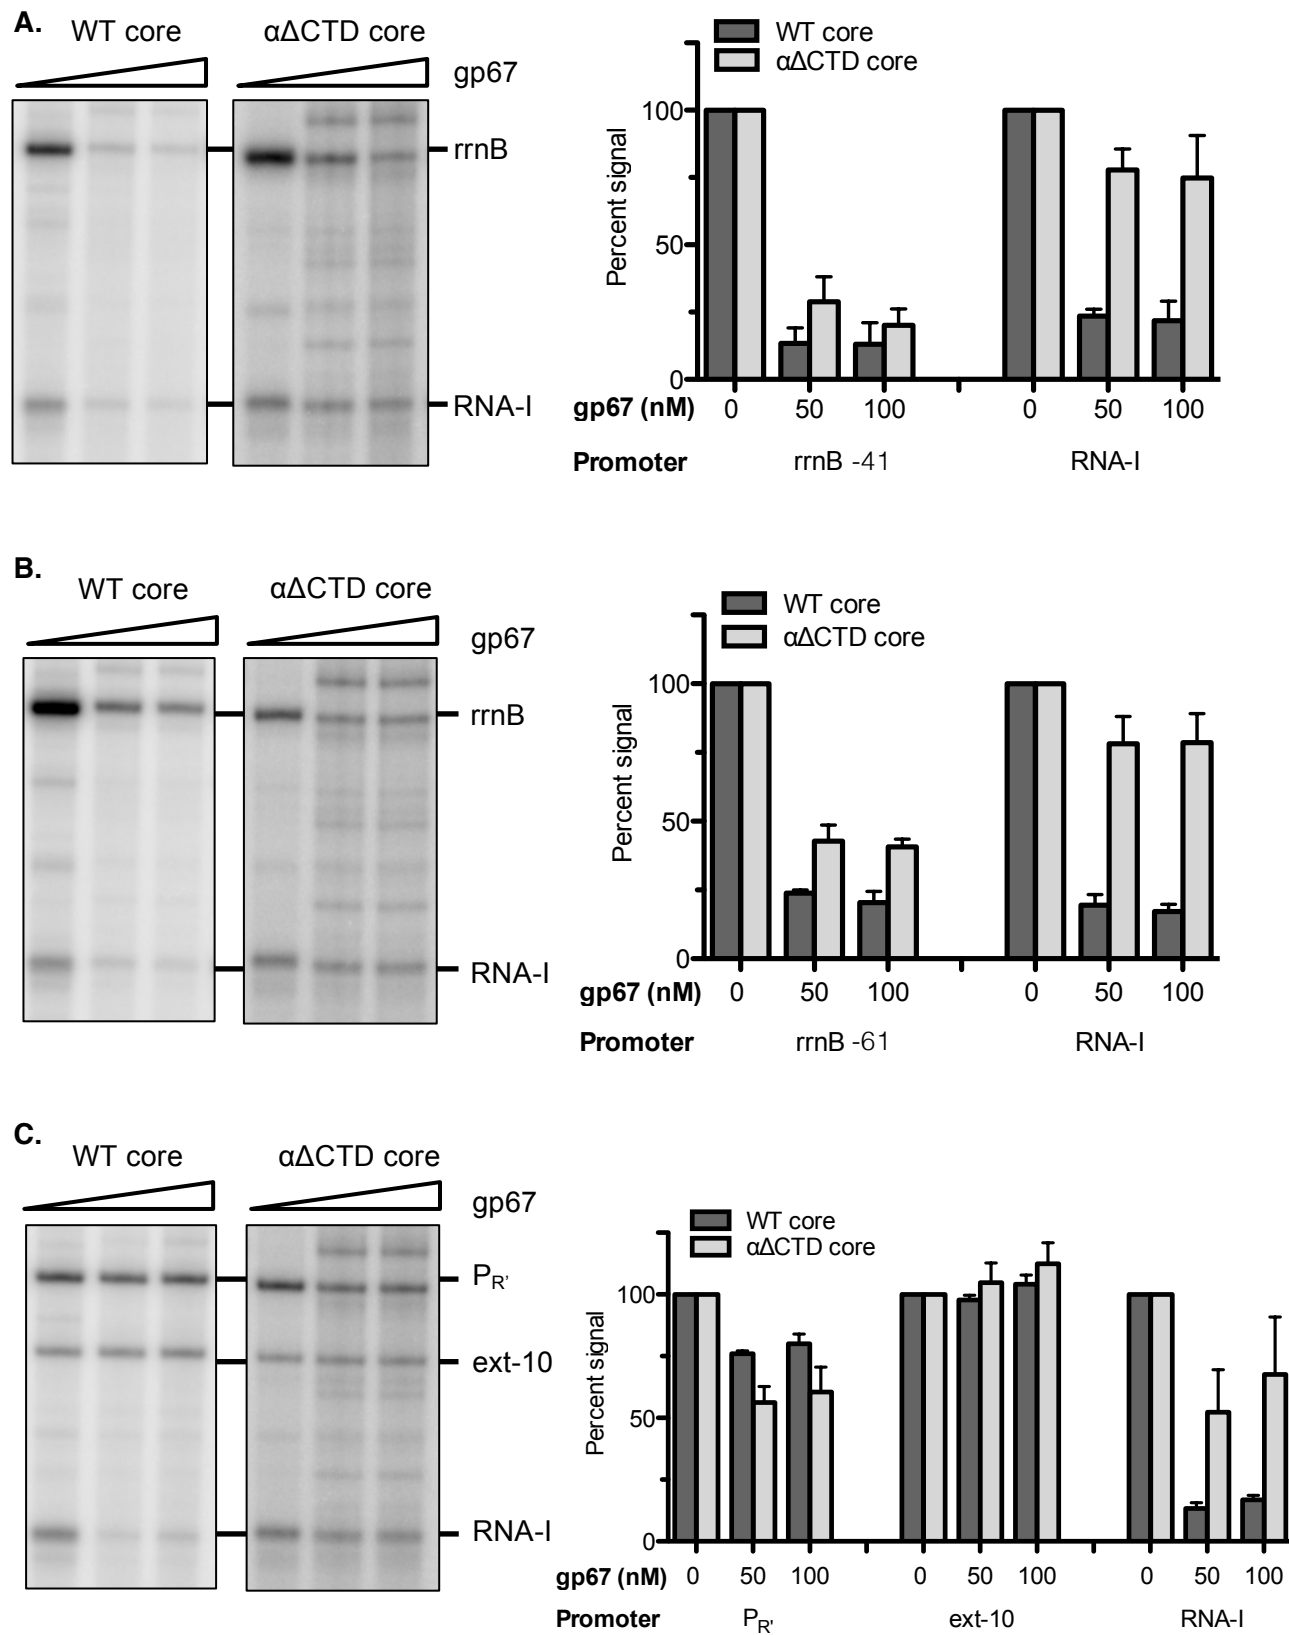 A.
WT core
αΔCTD core
gp67
rrnB
RNA-I
WT core
αΔCTD core
Percent signal
100
50
0
gp67 (nM) 0 50 100 0 50 100
Promoter rrnB -41 RNA-I
B.
WT core
αΔCTD core
gp67
rrnB
RNA-I
WT core
αΔCTD core
Percent signal
100
50
0
gp67 (nM) 0 50 100 0 50 100
Promoter rrnB -61 RNA-I
C.
WT core
αΔCTD core
gp67
PR'
ext-10
RNA-I
WT core
αΔCTD core
Percent signal
100
50
0
gp67 (nM) 0 50 100 0 50 100 0 50 100
Promoter PR' ext-10 RNA-I